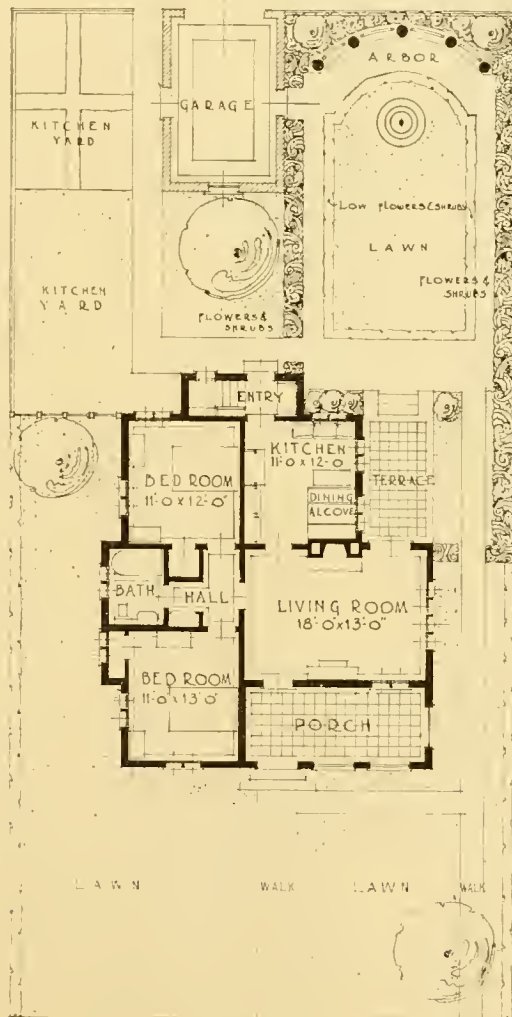 ARBOR
GARAGE
KITCHEN
YARD
LOW FLOWERS & SHRUBS
LAWN
FLOWERS &
SHRUBS
KITCHEN
YARD
FLOWERS &
SHRUBS
ENTRY
KITCHEN
11'-0 X 12'-0
BED ROOM
11'-0 X 12'-0"
TERRACE
DINING
ALCOVE
BATH
HALL
LIVING ROOM
18'-0"X13'-0"
BED ROOM
11'-0" X 13'-0"
PORCH
LAWN
WALK
LAWN
WALK